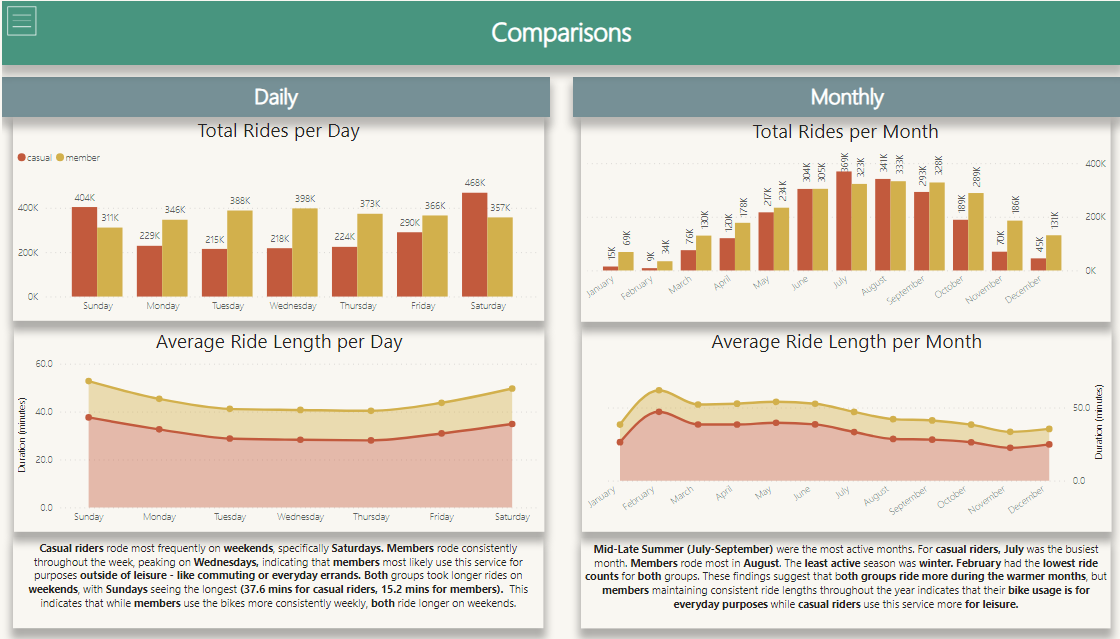 Comparisons
Daily
Total Rides per Day
casual member
400K
200K
0K
404K 311K 229K 346K 215K 388K 218K 398K 224K 373K 290K 366K 468K 357K
Sunday Monday Tuesday Wednesday Thursday Friday Saturday
Average Ride Length per Day
Duration (minutes)
60.0
40.0
20.0
0.0
Sunday Monday Tuesday Wednesday Thursday Friday Saturday
Casual riders rode most frequently on weekends, specifically Saturdays. Members rode consistently
throughout the week, peaking on Wednesdays, indicating that members most likely use this service for
purposes outside of leisure - like commuting or everyday errands. Both groups took longer rides on
weekends, with Sundays seeing the longest (37.6 mins for casual riders, 15.2 mins for members). This
indicates that while members use the bikes more consistently weekly, both ride longer on weekends.
Monthly
Total Rides per Month
400K
200K
0K
15K 69K 9K 34K 76K 130K 120K 178K 217K 234K 304K 305K 369K 323K 341K 333K 293K 328K 189K 289K 70K 186K 45K 131K
January February March April May June July August September October November December
Average Ride Length per Month
50.0
0.0
Duration (minutes)
January February March April May June July August September October November December
Mid-Late Summer (July-September) were the most active months. For casual riders, July was the busiest
month. Members rode most in August. The least active season was winter. February had the lowest ride
counts for both groups. These findings suggest that both groups ride more during the warmer months, but
members maintaining consistent ride lengths throughout the year indicates that their bike usage is for
everyday purposes while casual riders use this service more for leisure.